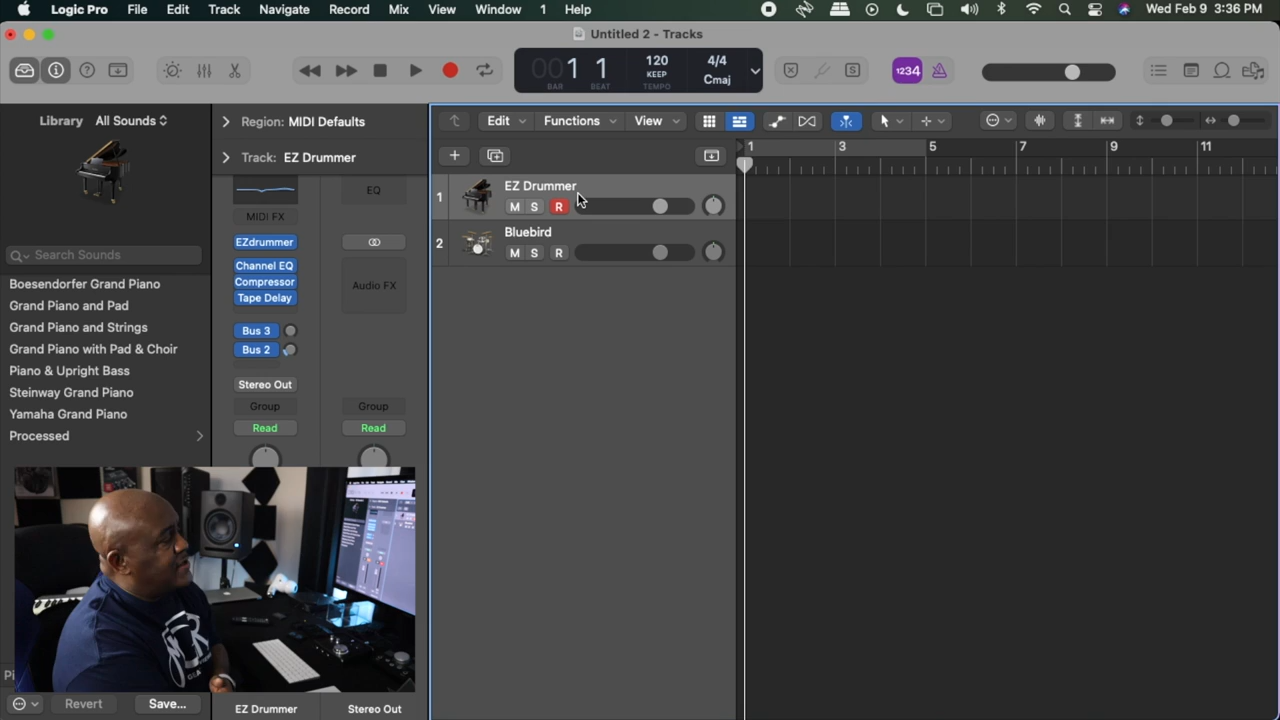 Logic Pro File Edit Track Navigate Record Mix View Window 1 Help Wed Feb 9 3:36 PM
Untitled 2 - Tracks
001 1 120 4/4
KEEP Cmaj
BAR BEAT TEMPO
1234
Library All Sounds
Search Sounds
Boesendorfer Grand Piano
Grand Piano and Pad
Grand Piano and Strings
Grand Piano with Pad & Choir
Piano & Upright Bass
Steinway Grand Piano
Yamaha Grand Piano
Processed
Revert Save...
Region: MIDI Defaults
Track: EZ Drummer
EQ
MIDI FX
EZdrummer
Channel EQ
Compressor
Tape Delay
Audio FX
Bus 3
Bus 2
Stereo Out
Group Group
Read Read
EZ Drummer Stereo Out
Edit Functions View
1 3 5 7 9 11
1 EZ Drummer
M S R
2 Bluebird
M S R